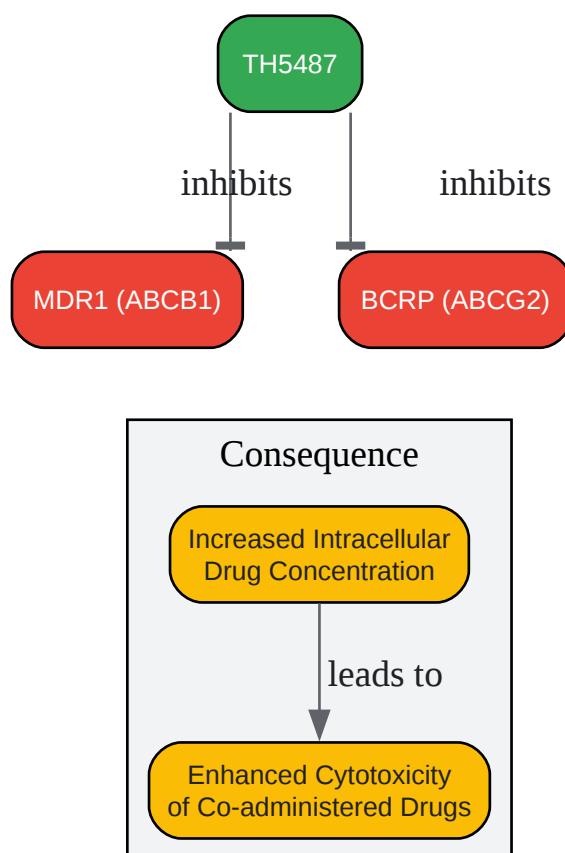 TH5487
inhibits
inhibits
MDR1 (ABCB1)
BCRP (ABCG2)
Consequence
Increased Intracellular
Drug Concentration
leads to
Enhanced Cytotoxicity
of Co-administered Drugs